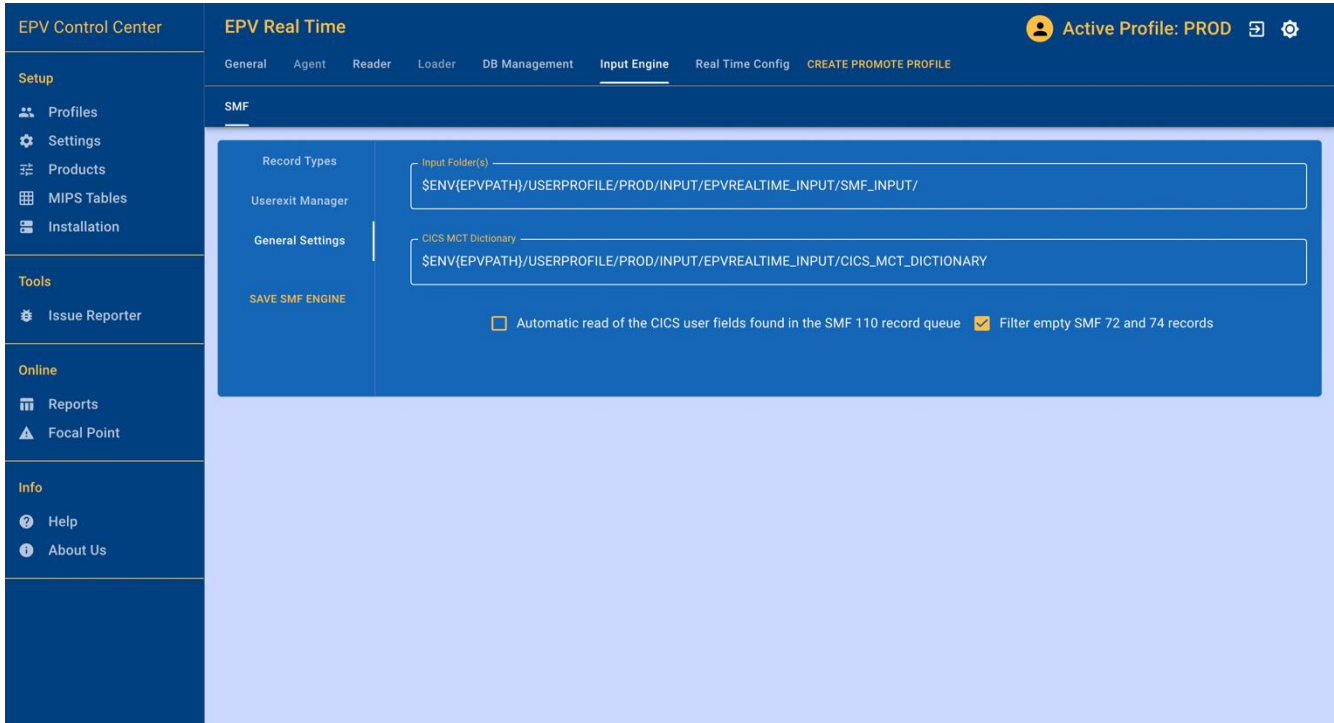 EPV Control Center
Setup
Profiles
Settings
Products
MIPS Tables
Installation
Tools
Issue Reporter
Online
Reports
Focal Point
Info
Help
About Us
EPV Real Time
Active Profile: PROD
General Agent Reader Loader DB Management Input Engine Real Time Config CREATE PROMOTE PROFILE
SMF
Record Types
Userexit Manager
General Settings
SAVE SMF ENGINE
Input Folder(s)
$ENV{EPVPATH}/USERPROFILE/PROD/INPUT/EPVREALTIME_INPUT/SMF_INPUT/
CICS MCT Dictionary
$ENV{EPVPATH}/USERPROFILE/PROD/INPUT/EPVREALTIME_INPUT/CICS_MCT_DICTIONARY
Automatic read of the CICS user fields found in the SMF 110 record queue Filter empty SMF 72 and 74 records